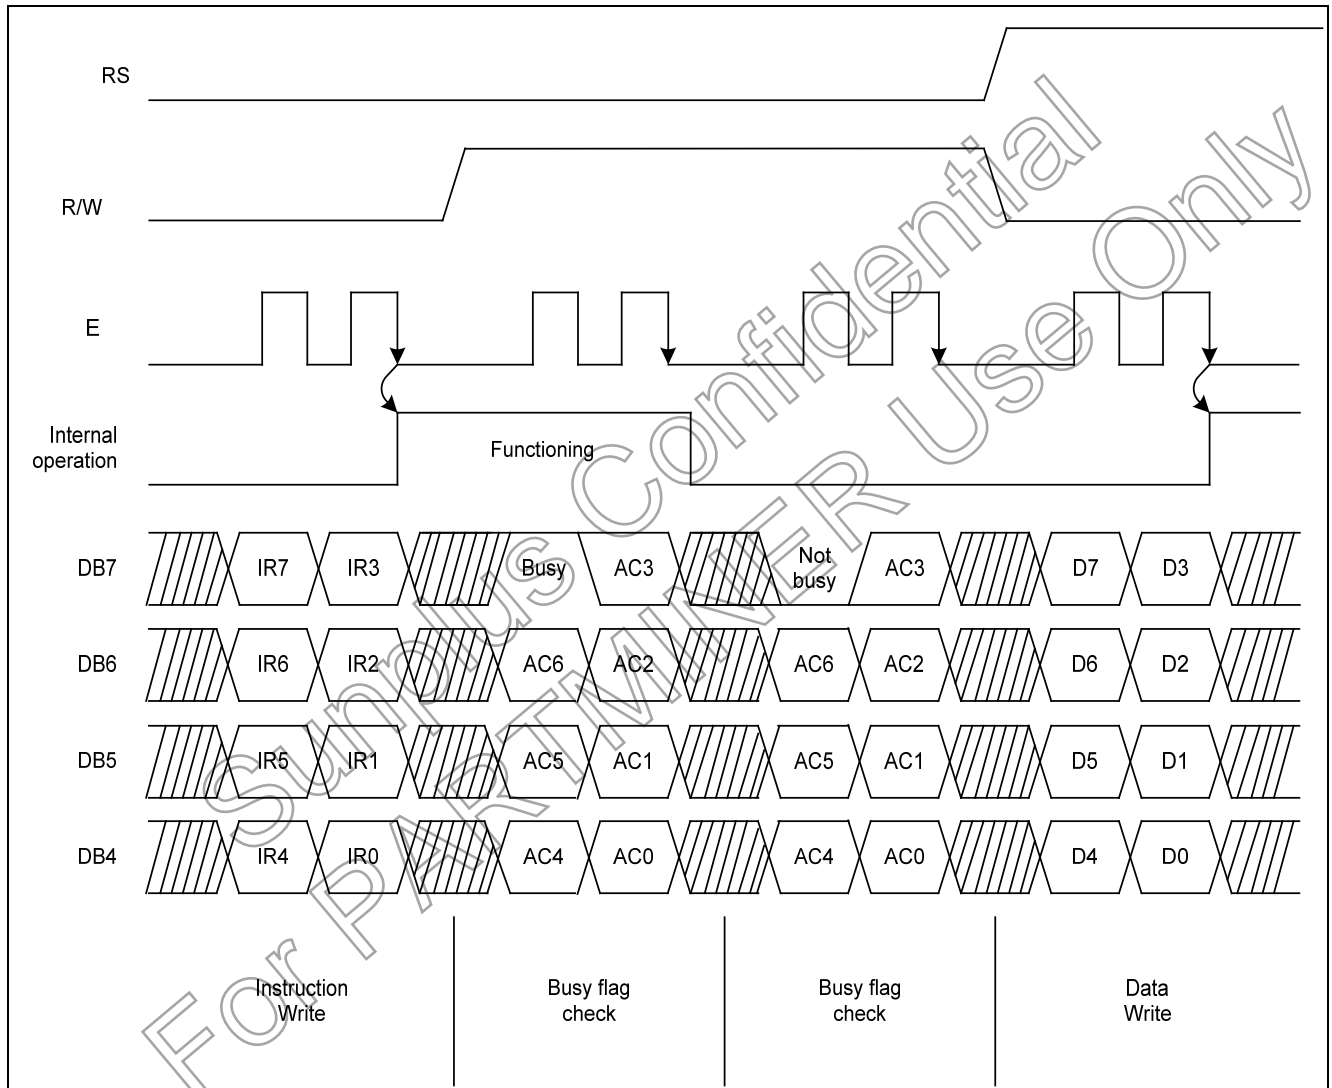 RS
R/W
E
Internal
operation
Functioning
DB7
IR7
IR3
Busy
AC3
Not
busy
AC3
D7
D3
DB6
IR6
IR2
AC6
AC2
AC6
AC2
D6
D2
DB5
IR5
IR1
AC5
AC1
AC5
AC1
D5
D1
DB4
IR4
IR0
AC4
AC0
AC4
AC0
D4
D0
Instruction
Write
Busy flag
check
Busy flag
check
Data
Write
Sunplus Confidential
For PARTMINER Use Only